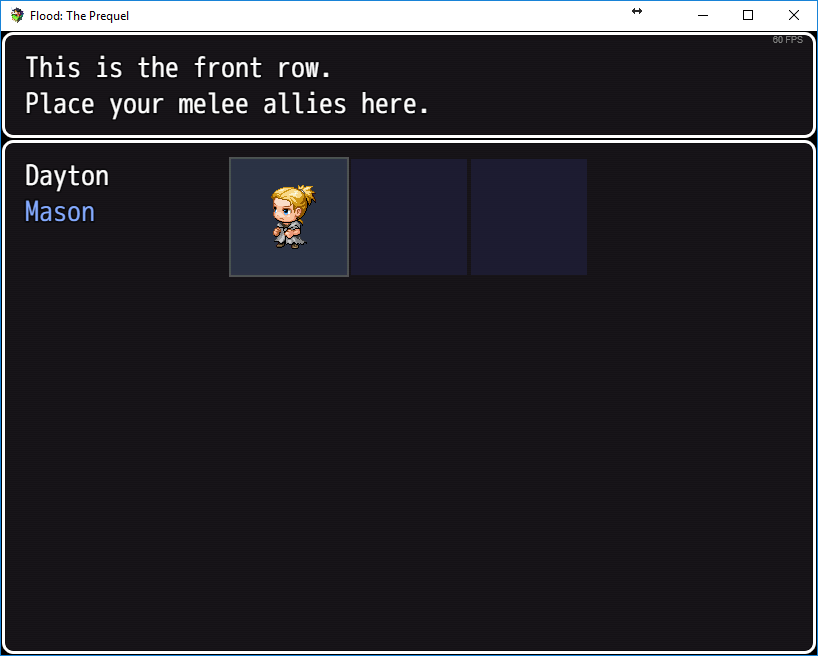 Flood: The Prequel
60 FPS
This is the front row.
Place your melee allies here.
Dayton
Mason